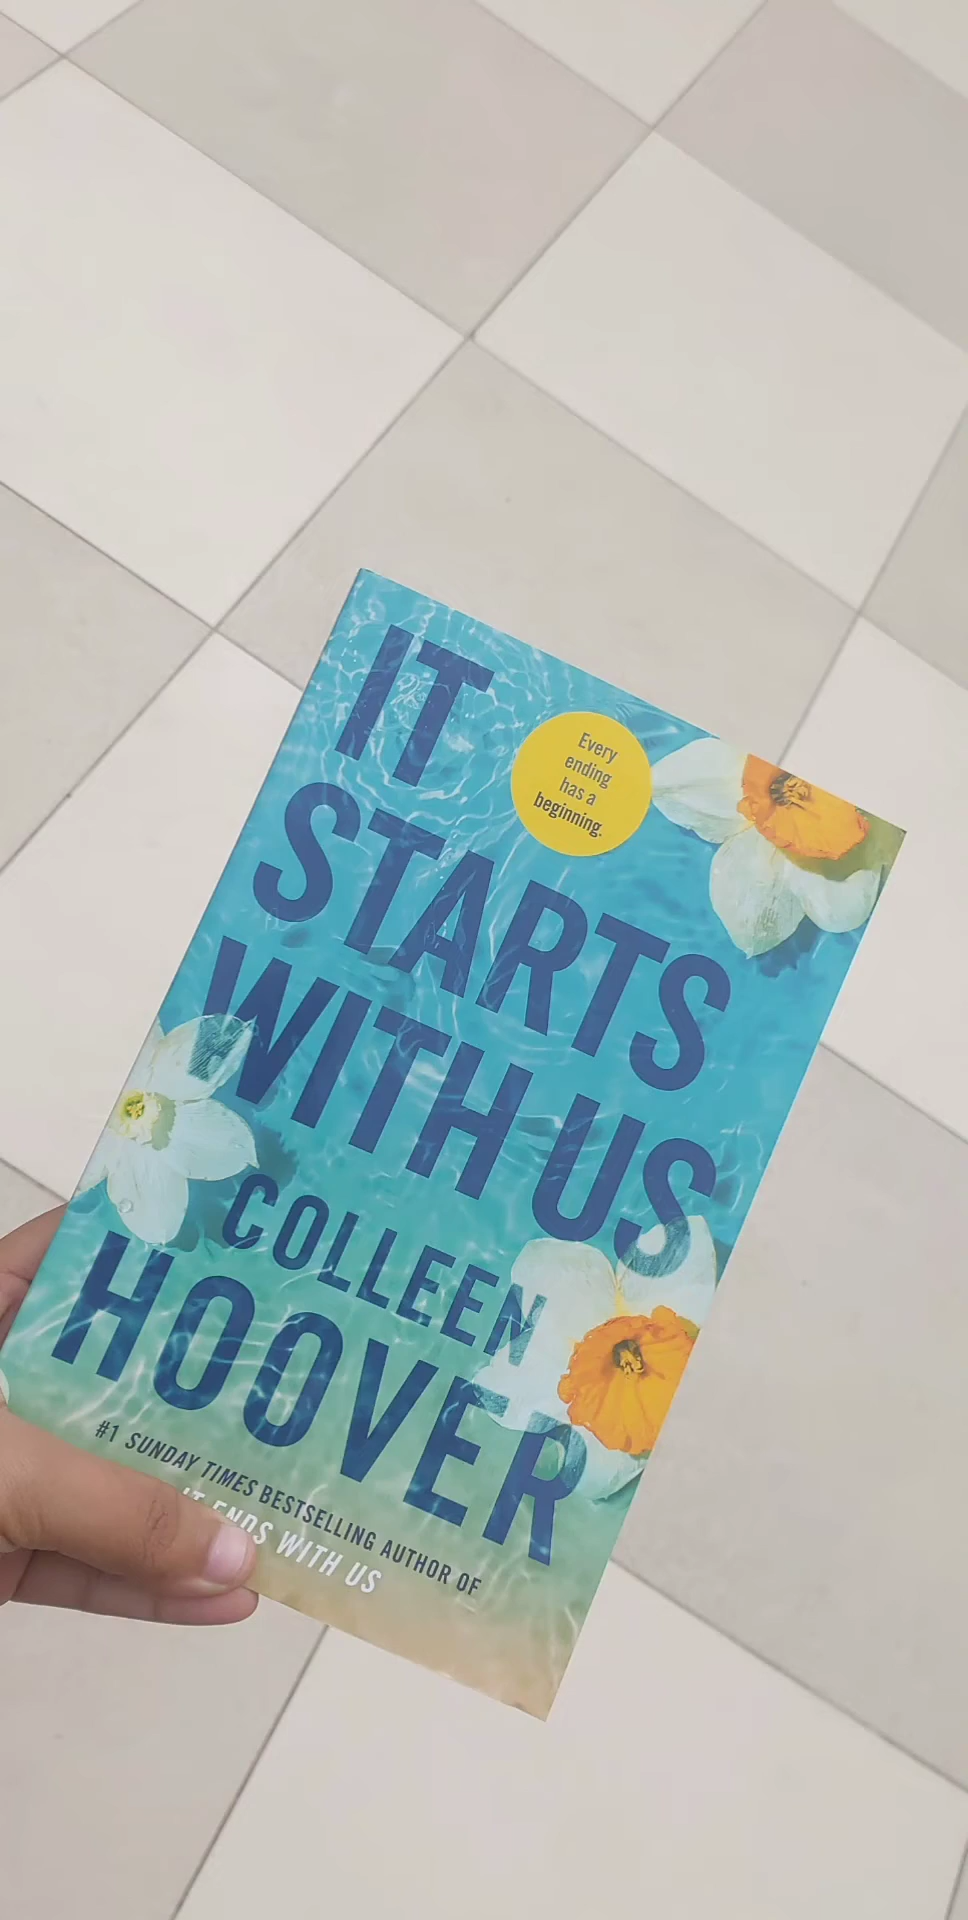 IT
Every
ending
has a
beginning.
STARTS
WITH US
COLLEEN
HOOVER
#1 SUNDAY TIMES BESTSELLING AUTHOR OF
IT ENDS WITH US